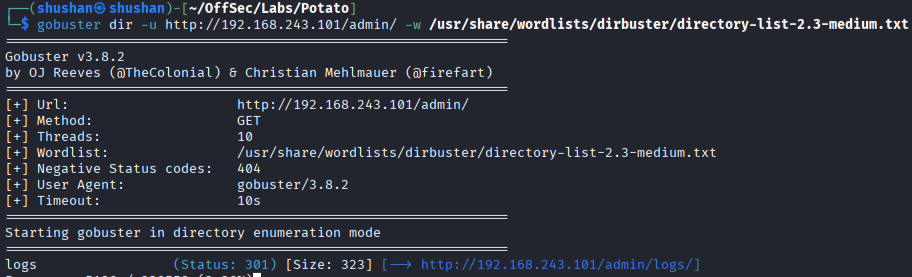 ┌──(shushan㉿ shushan)-[~/OffSec/Labs/Potato]
└─$ gobuster dir -u http://192.168.243.101/admin/ -w /usr/share/wordlists/dirbuster/directory-list-2.3-medium.txt
===============================================================
Gobuster v3.8.2
by OJ Reeves (@TheColonial) & Christian Mehlmauer (@firefart)
===============================================================
[+] Url: http://192.168.243.101/admin/
[+] Method: GET
[+] Threads: 10
[+] Wordlist: /usr/share/wordlists/dirbuster/directory-list-2.3-medium.txt
[+] Negative Status codes: 404
[+] User Agent: gobuster/3.8.2
[+] Timeout: 10s
===============================================================
Starting gobuster in directory enumeration mode
===============================================================
logs (Status: 301) [Size: 323] [--> http://192.168.243.101/admin/logs/]